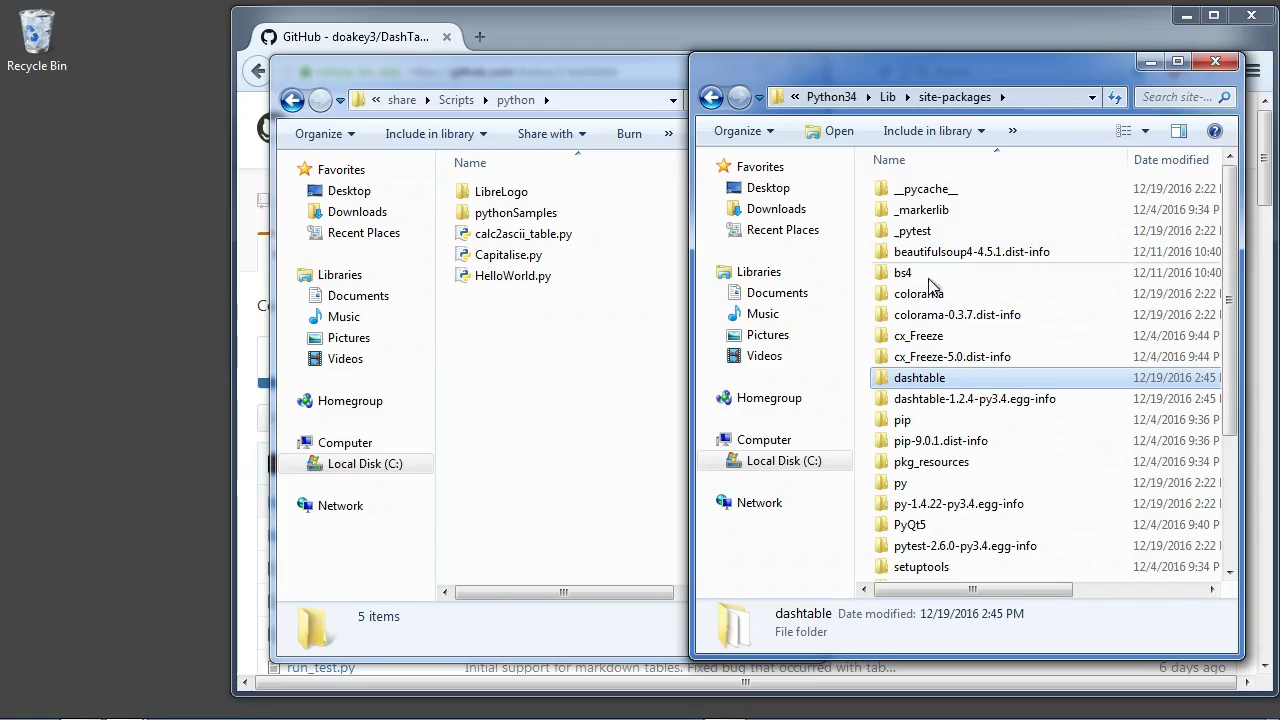 Recycle Bin
GitHub - doakey3/DashTa...
« share Scripts python
Organize Include in library Share with Burn »
Favorites
Desktop
Downloads
Recent Places
Libraries
Documents
Music
Pictures
Videos
Homegroup
Computer
Local Disk (C:)
Network
Name
LibreLogo
pythonSamples
calc2ascii_table.py
Capitalise.py
HelloWorld.py
5 items
« Python34 Lib site-packages
Search site-...
Organize Open Include in library »
Favorites
Desktop
Downloads
Recent Places
Libraries
Documents
Music
Pictures
Videos
Homegroup
Computer
Local Disk (C:)
Network
Name Date modified
__pycache__ 12/19/2016 2:22
_markerlib 12/4/2016 9:34 P
_pytest 12/19/2016 2:22
beautifulsoup4-4.5.1.dist-info 12/11/2016 10:40
bs4 12/11/2016 10:40
colorama 12/19/2016 2:22
colorama-0.3.7.dist-info 12/19/2016 2:22
cx_Freeze 12/4/2016 9:44 P
cx_Freeze-5.0.dist-info 12/4/2016 9:44 P
dashtable 12/19/2016 2:45
dashtable-1.2.4-py3.4.egg-info 12/19/2016 2:45
pip 12/4/2016 9:36 P
pip-9.0.1.dist-info 12/4/2016 9:36 P
pkg_resources 12/4/2016 9:34 P
py 12/19/2016 2:22
py-1.4.22-py3.4.egg-info 12/19/2016 2:22
PyQt5 12/4/2016 9:40 P
pytest-2.6.0-py3.4.egg-info 12/19/2016 2:22
setuptools 12/4/2016 9:34 P
dashtable Date modified: 12/19/2016 2:45 PM
File folder
run_test.py Initial support for markdown tables. Fixed bug that occurred with tab... 6 days ago